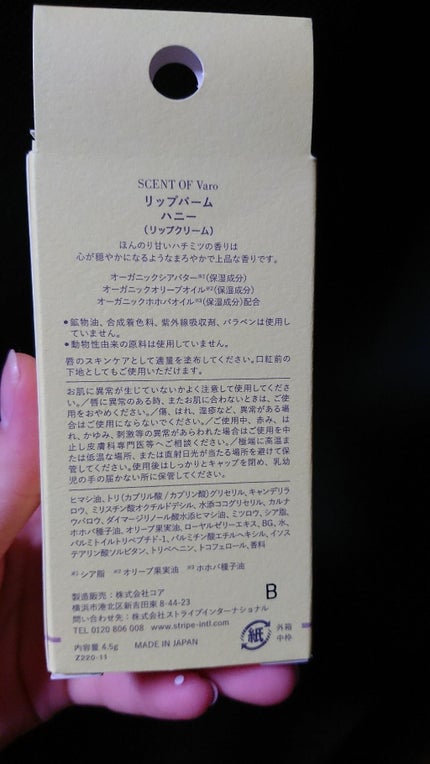 SCENT OF Varo
リップバーム
ハニー
(リップクリーム)
ほんのり甘いハチミツの香りは
心が穏やかになるようなまろやかで上品な香りです。
オーガニックシアバター※1(保湿成分)
オーガニックオリーブオイル※2(保湿成分)
オーガニックホホバオイル※3(保湿成分)配合
●鉱物油、合成着色料、紫外線吸収剤、パラベンは使用し
ていません。
●動物性由来の原料は使用していません。
唇のスキンケアとして適量を塗布してください。口紅前の
下地としてもご使用いただけます。
お肌に異常が生じていないかよく注意して使用してくださ
い。/唇に異常のある時、またお肌に合わないときは、ご使
用をおやめください。/傷、はれ、湿疹など、異常がある場
合はご使用にならないでください。/ご使用中、赤み、は
れ、かゆみ、刺激等の異常があらわれた場合はご使用を中
止し皮膚科専門医等へご相談ください。/極端に高温ま
たは低温な場所、または直射日光が当たる場所を避けて保
管してください。使用後はしっかりとキャップを閉め、乳幼
児の手の届かない所に保管してください。
ヒマシ油、トリ(カプリル酸/カプリン酸)グリセリル、キャンデリラ
ロウ、ミリスチン酸オクチルドデシル、水添ココグリセリル、カルナ
ウバロウ、ダイマージリノール酸水添ヒマシ油、ミツロウ、シア脂、
ホホバ種子油、オリーブ果実油、ローヤルゼリーエキス、BG、水、
パルミトイルトリペプチド-1、パルミチン酸エチルヘキシル、イソス
テアリン酸ソルビタン、トリベヘニン、トコフェロール、香料
※1 シア脂 ※2 オリーブ果実油 ※3 ホホバ種子油
製造販売：株式会社コア
横浜市港北区新吉田東 8-44-23
問い合わせ先：株式会社ストライプインターナショナル
TEL 0120 806 008 www.stripe-intl.com
内容量 4.5g MADE IN JAPAN
Z220-11
B
紙
外箱
中枠